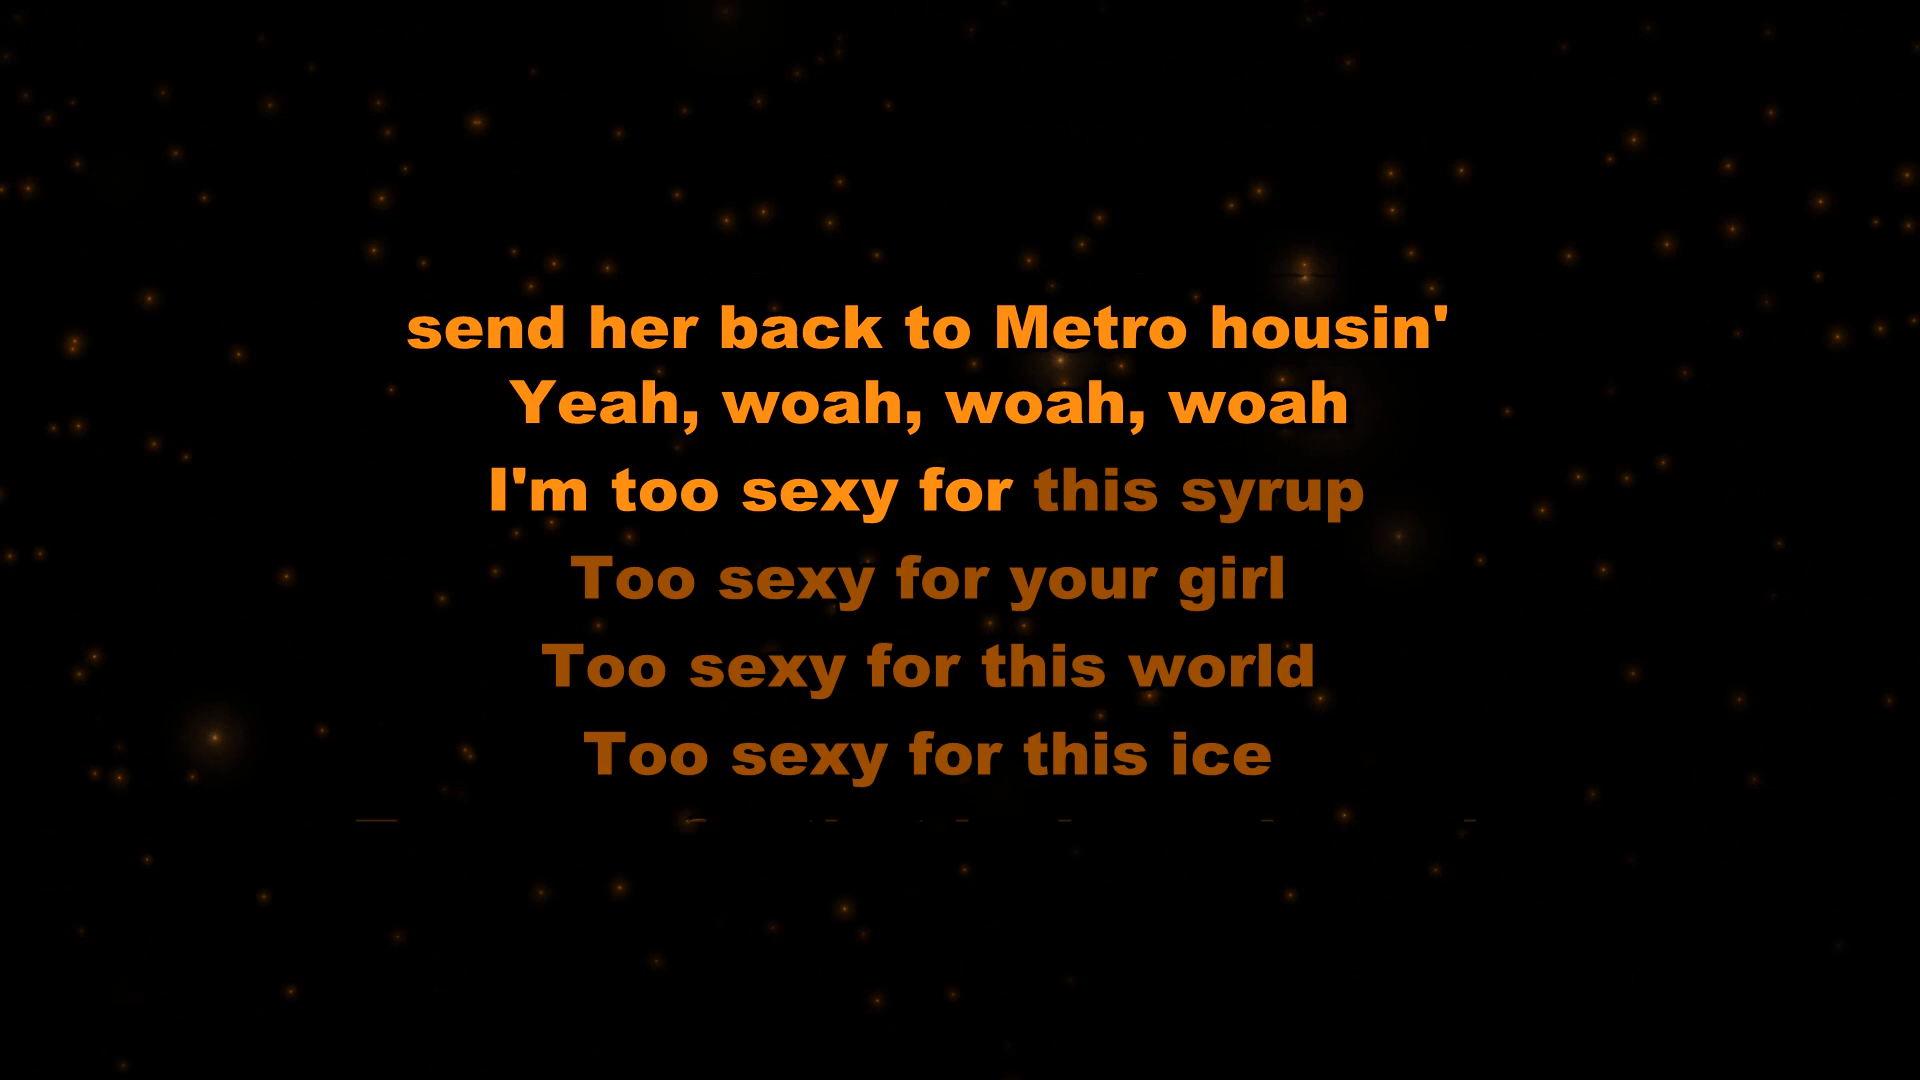 send her back to Metro housin'
Yeah, woah, woah, woah
I'm too sexy for this syrup
Too sexy for your girl
Too sexy for this world
Too sexy for this ice